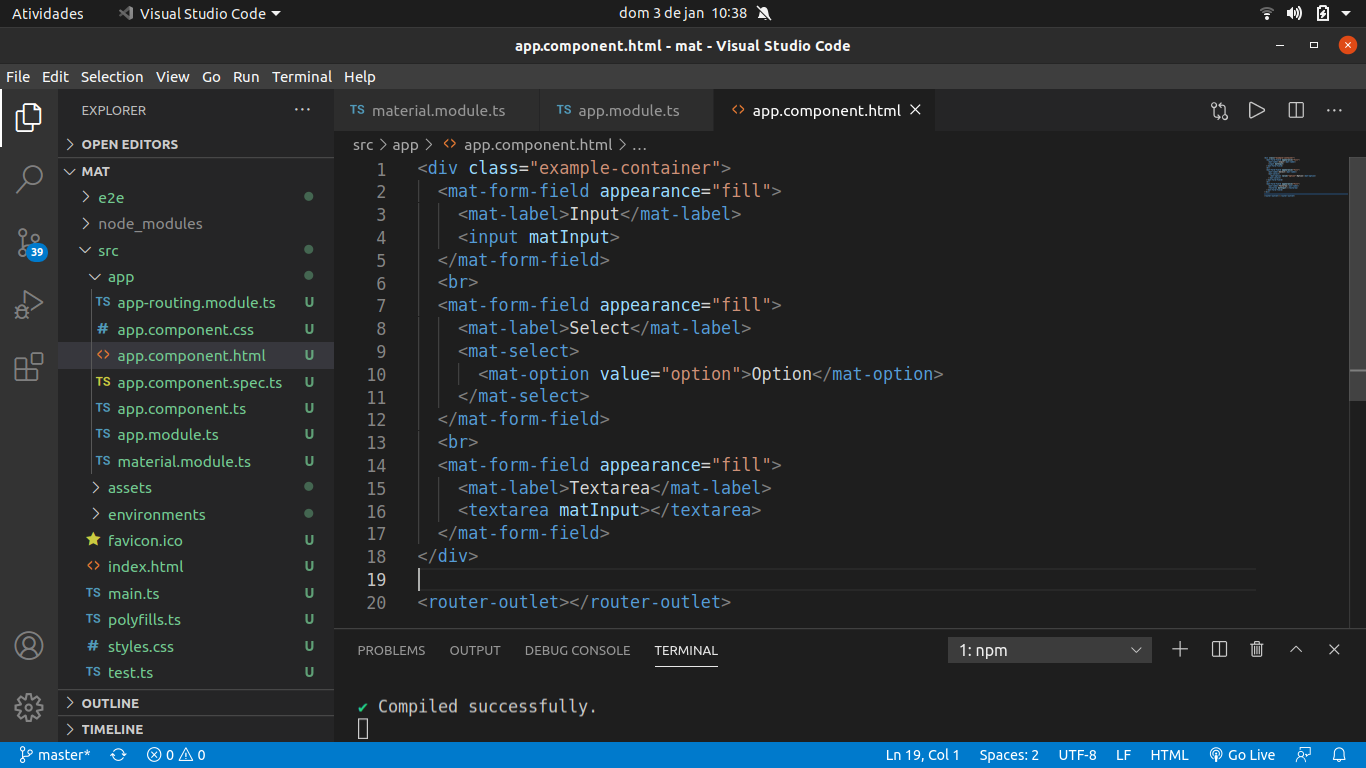 Atividades Visual Studio Code dom 3 de jan 10:38
app.component.html - mat - Visual Studio Code
File Edit Selection View Go Run Terminal Help
EXPLORER
OPEN EDITORS
MAT
e2e
node_modules
src
app
TS app-routing.module.ts U
# app.component.css U
<> app.component.html U
TS app.component.spec.ts U
TS app.component.ts U
TS app.module.ts U
TS material.module.ts U
assets
environments
favicon.ico U
<> index.html U
TS main.ts U
TS polyfills.ts U
# styles.css U
TS test.ts U
OUTLINE
TIMELINE
39
TS material.module.ts TS app.module.ts <> app.component.html
src > app > <> app.component.html > ...
1 <div class="example-container">
2 <mat-form-field appearance="fill">
3 <mat-label>Input</mat-label>
4 <input matInput>
5 </mat-form-field>
6 <br>
7 <mat-form-field appearance="fill">
8 <mat-label>Select</mat-label>
9 <mat-select>
10 <mat-option value="option">Option</mat-option>
11 </mat-select>
12 </mat-form-field>
13 <br>
14 <mat-form-field appearance="fill">
15 <mat-label>Textarea</mat-label>
16 <textarea matInput></textarea>
17 </mat-form-field>
18 </div>
19
20 <router-outlet></router-outlet>
PROBLEMS OUTPUT DEBUG CONSOLE TERMINAL 1: npm
✔ Compiled successfully.
master* 0 0 Ln 19, Col 1 Spaces: 2 UTF-8 LF HTML Go Live